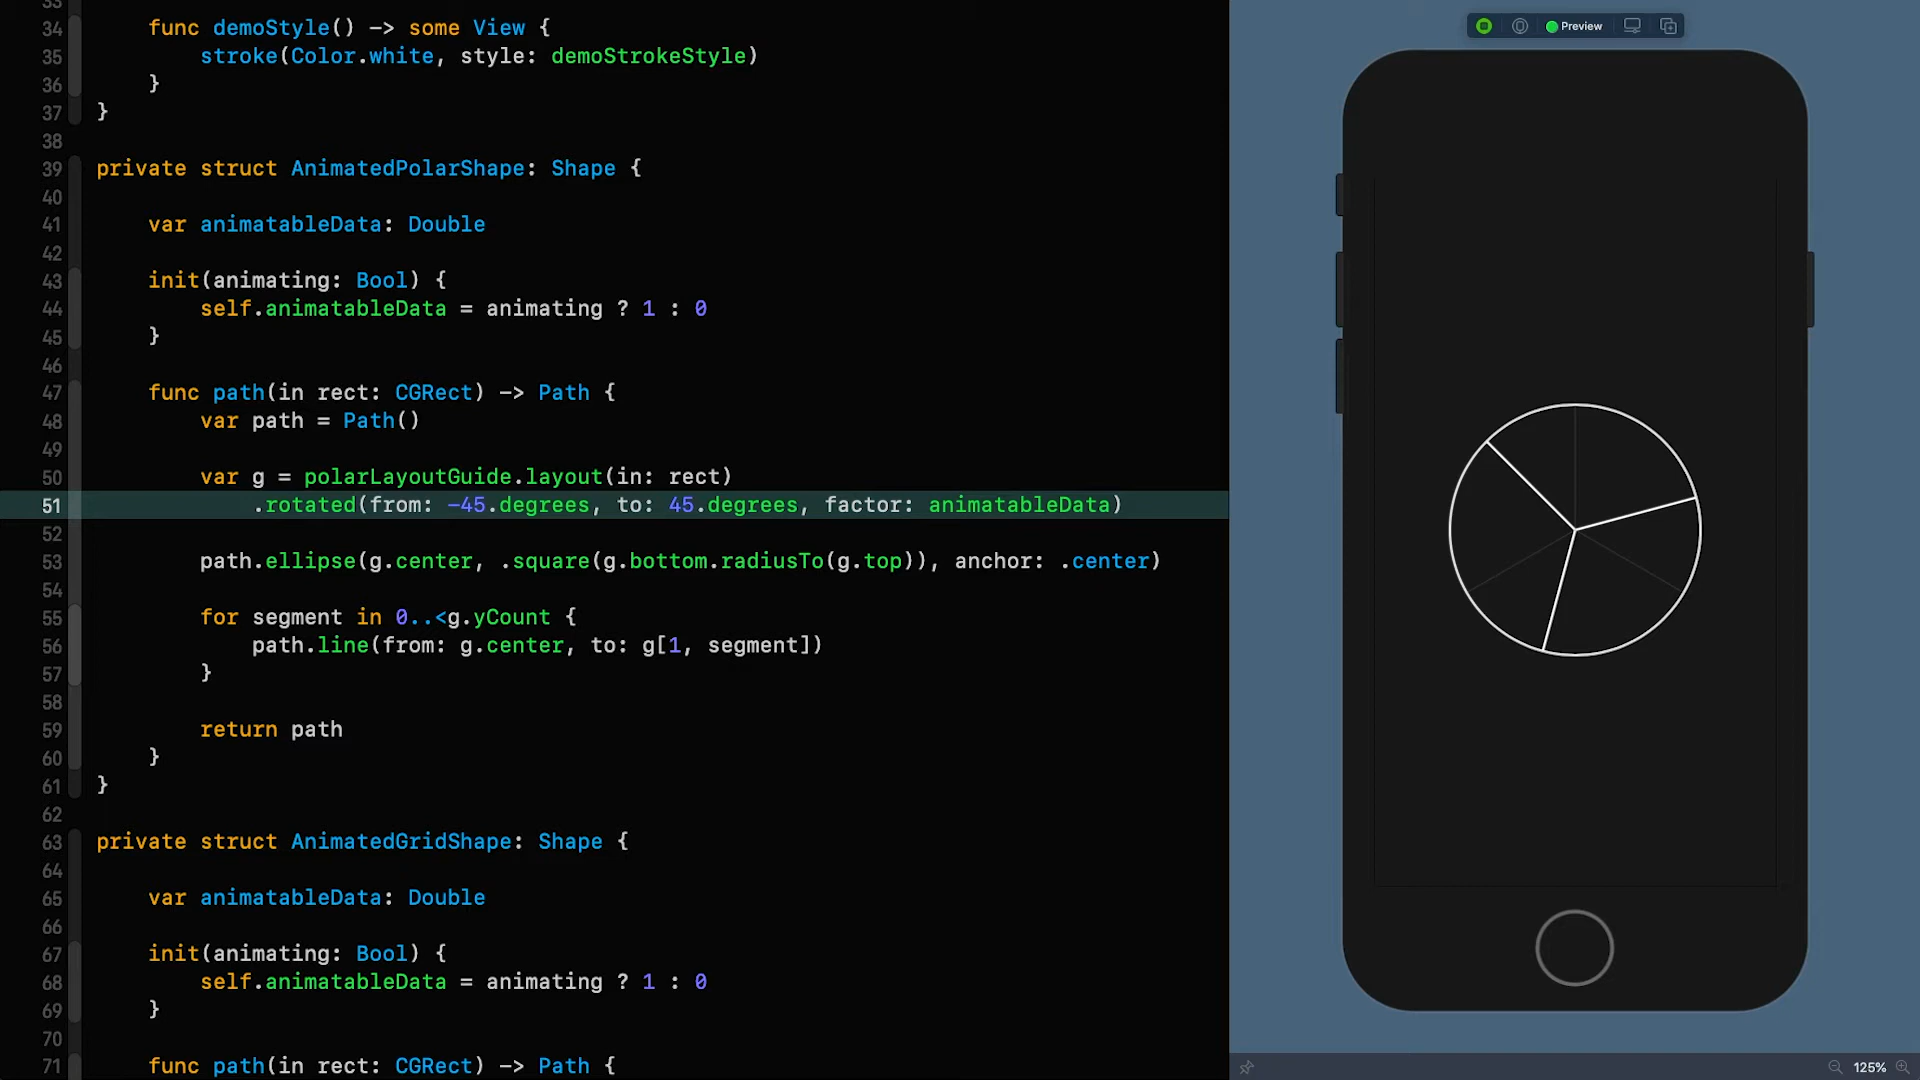 33
34 func demoStyle() -> some View {
35 stroke(Color.white, style: demoStrokeStyle)
36 }
37 }
38
39 private struct AnimatedPolarShape: Shape {
40
41 var animatableData: Double
42
43 init(animating: Bool) {
44 self.animatableData = animating ? 1 : 0
45 }
46
47 func path(in rect: CGRect) -> Path {
48 var path = Path()
49
50 var g = polarLayoutGuide.layout(in: rect)
51 .rotated(from: -45.degrees, to: 45.degrees, factor: animatableData)
52
53 path.ellipse(g.center, .square(g.bottom.radiusTo(g.top)), anchor: .center)
54
55 for segment in 0..<g.yCount {
56 path.line(from: g.center, to: g[1, segment])
57 }
58
59 return path
60 }
61 }
62
63 private struct AnimatedGridShape: Shape {
64
65 var animatableData: Double
66
67 init(animating: Bool) {
68 self.animatableData = animating ? 1 : 0
69 }
70
71 func path(in rect: CGRect) -> Path {
Preview
125%